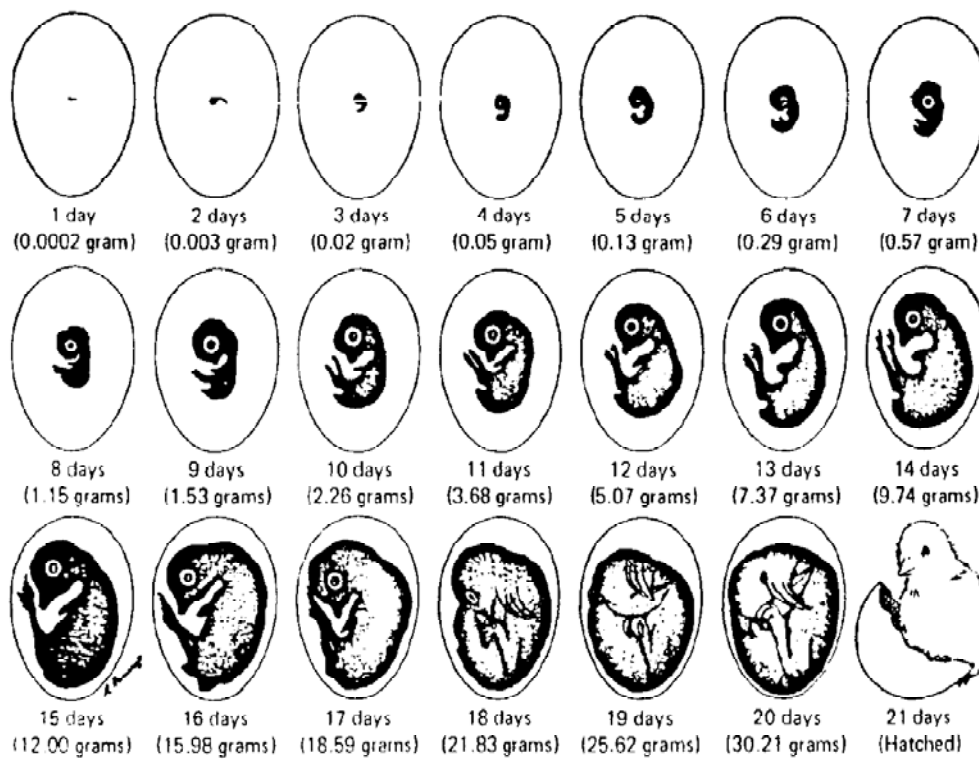 1 day
(0.0002 gram)
2 days
(0.003 gram)
3 days
(0.02 gram)
4 days
(0.05 gram)
5 days
(0.13 gram)
6 days
(0.29 gram)
7 days
(0.57 gram)
8 days
(1.15 grams)
9 days
(1.53 grams)
10 days
(2.26 grams)
11 days
(3.68 grams)
12 days
(5.07 grams)
13 days
(7.37 grams)
14 days
(9.74 grams)
15 days
(12.00 grams)
16 days
(15.98 grams)
17 days
(18.59 grams)
18 days
(21.83 grams)
19 days
(25.62 grams)
20 days
(30.21 grams)
21 days
(Hatched)